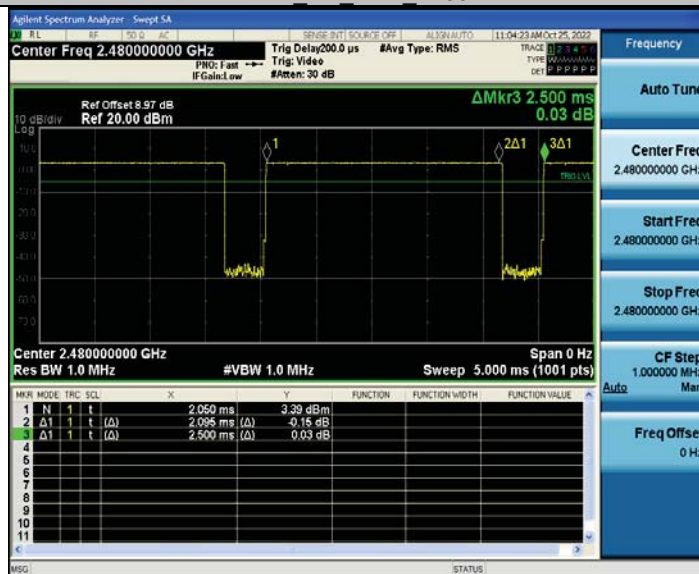 Agilent Spectrum Analyzer - Swept SA
RL RF 50 Ω AC SENSE:INT SOURCE OFF ALIGN AUTO 11:04:23 AM Oct 25, 2022
Center Freq 2.480000000 GHz
PNO: Fast
IFGain:Low
Trig Delay200.0 µs
Trig: Video
#Atten: 30 dB
#Avg Type: RMS
TRACE 1 2 3 4 5 6
TYPE
DET P P P P P P
Ref Offset 8.97 dB
10 dB/div Ref 20.00 dBm
Log
ΔMkr3 2.500 ms
0.03 dB
1
2Δ1
3Δ1
TRIG LVL
Center 2.480000000 GHz Span 0 Hz
Res BW 1.0 MHz #VBW 1.0 MHz Sweep 5.000 ms (1001 pts)
MKR MODE TRC SCL X Y FUNCTION FUNCTION WIDTH FUNCTION VALUE
1 N 1 t 2.050 ms 3.39 dBm
2 Δ1 1 t (Δ) 2.095 ms (Δ) -0.15 dB
3 Δ1 1 t (Δ) 2.500 ms (Δ) 0.03 dB
4
5
6
7
8
9
10
11
MSG STATUS
Frequency
Auto Tune
Center Freq
2.480000000 GHz
Start Freq
2.480000000 GHz
Stop Freq
2.480000000 GHz
CF Step
1.000000 MHz
Auto Man
Freq Offset
0 Hz